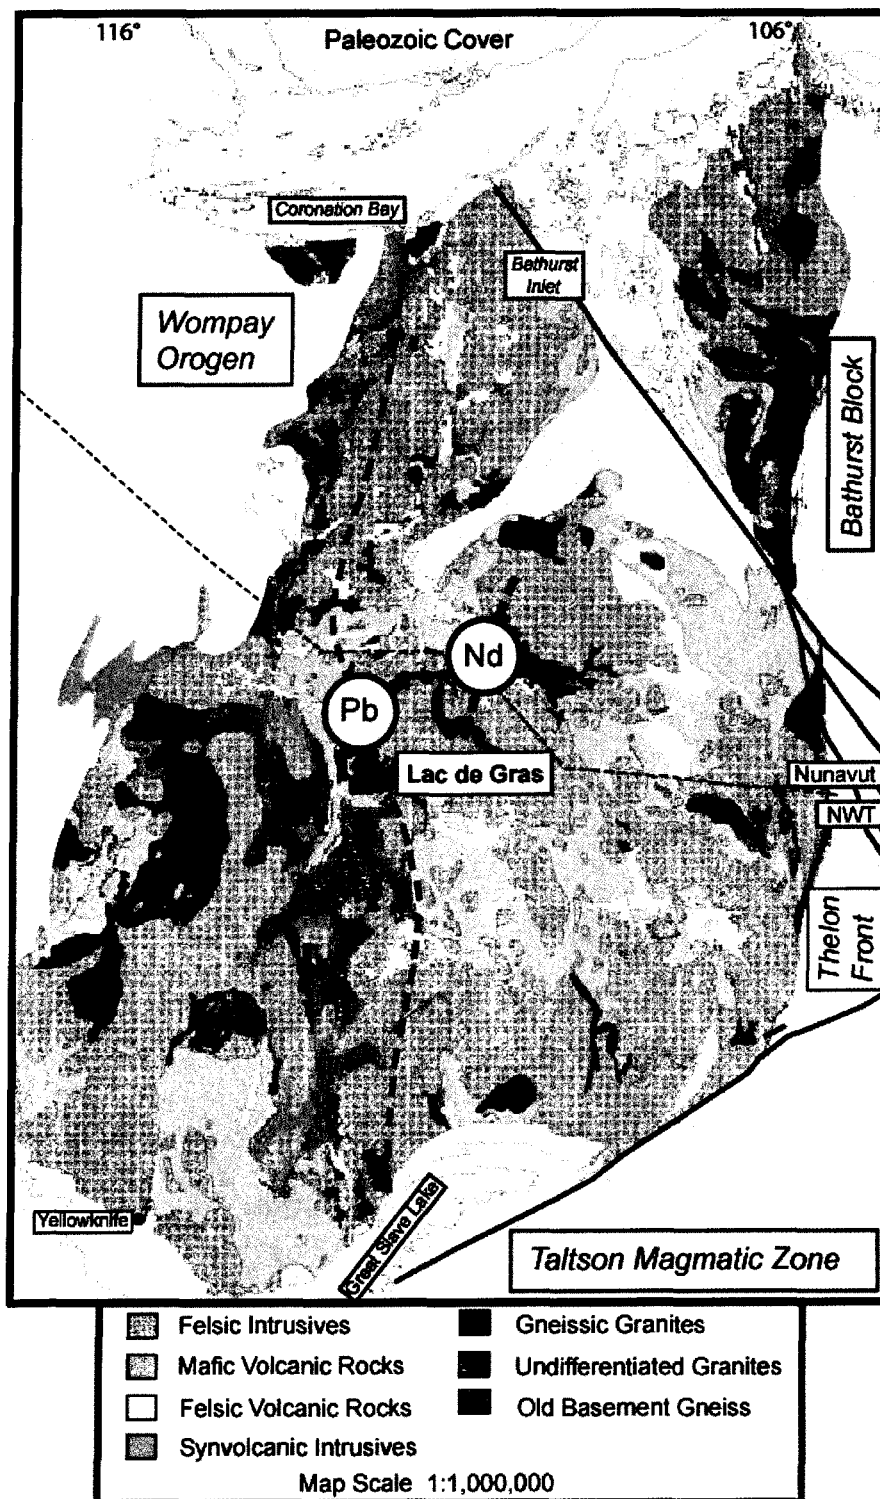 116°
106°
Paleozoic Cover
Coronation Bay
Bathurst
Inlet
Wompay
Orogen
Bathurst Block
Nd
Pb
Lac de Gras
Nunavut
NWT
Thelon
Front
Yellowknife
Great Slave Lake
Taltson Magmatic Zone
Felsic Intrusives
Gneissic Granites
Mafic Volcanic Rocks
Undifferentiated Granites
Felsic Volcanic Rocks
Old Basement Gneiss
Synvolcanic Intrusives
Map Scale 1:1,000,000